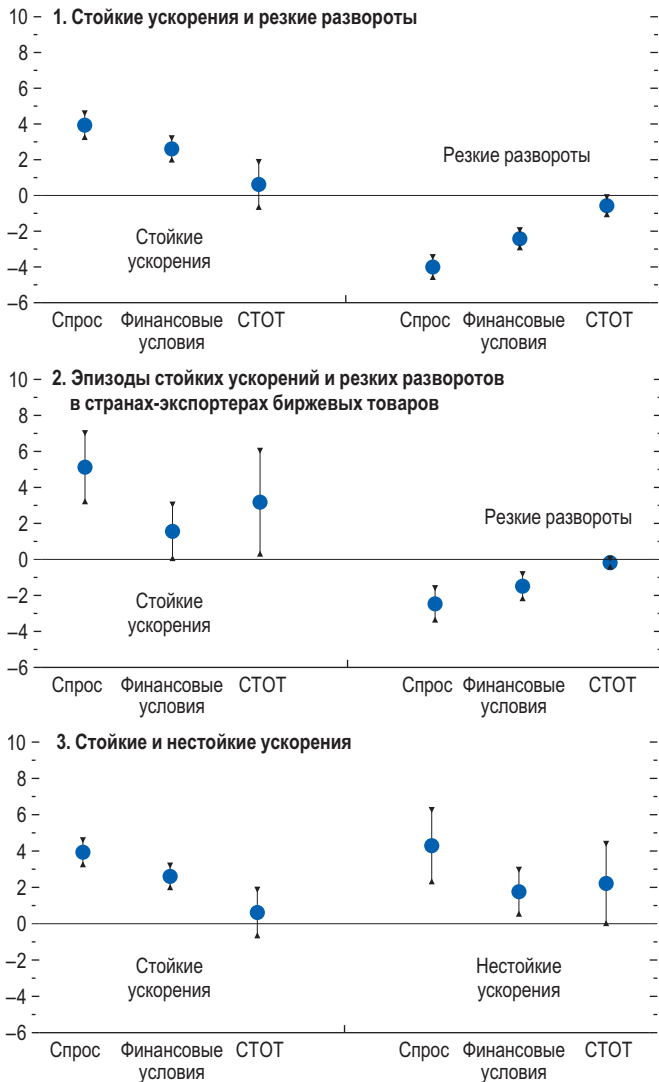 1. Стойкие ускорения и резкие развороты
10
8
6
4
2
0
–2
–4
–6
Резкие развороты
Стойкие
ускорения
Спрос Финансовые СТОТ Спрос Финансовые СТОТ
условия условия
2. Эпизоды стойких ускорений и резких разворотов
в странах-экспортерах биржевых товаров
10
8
6
4
2
0
–2
–4
–6
Резкие развороты
Стойкие
ускорения
Спрос Финансовые СТОТ Спрос Финансовые СТОТ
условия условия
3. Стойкие и нестойкие ускорения
10
8
6
4
2
0
–2
–4
–6
Стойкие Нестойкие
ускорения ускорения
Спрос Финансовые СТОТ Спрос Финансовые СТОТ
условия условия